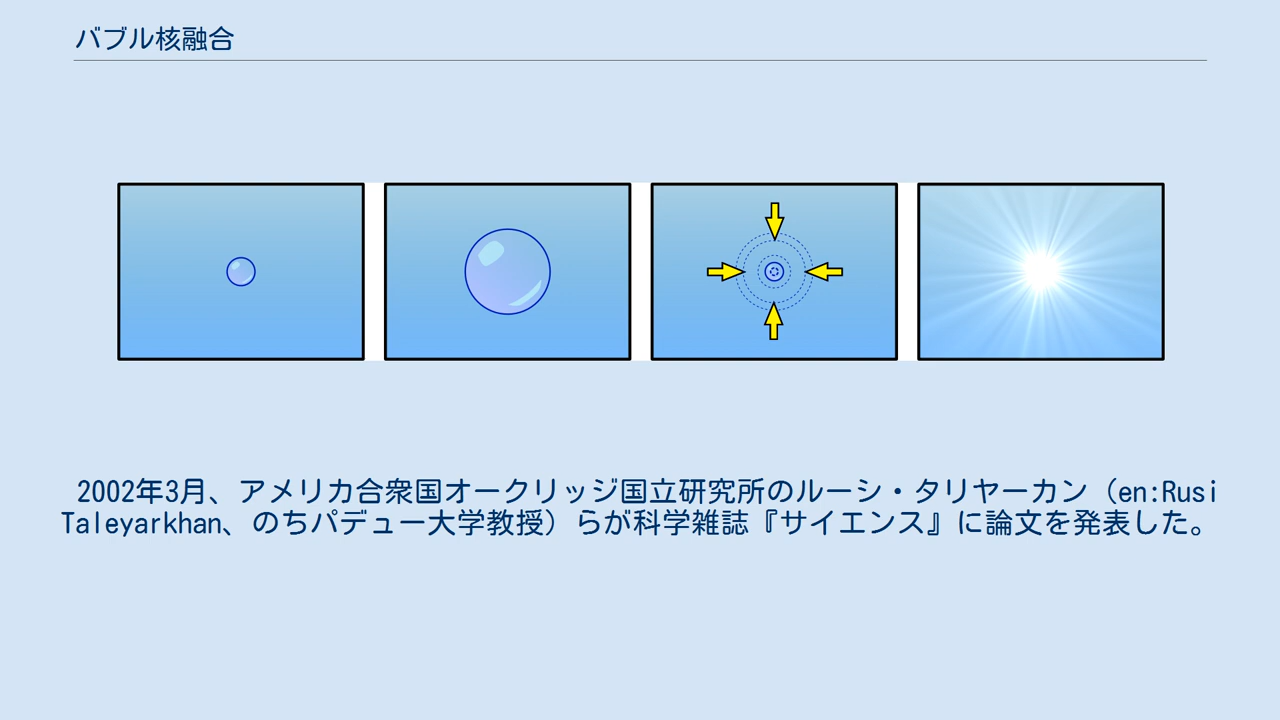 バブル核融合
2002年3月、アメリカ合衆国オークリッジ国立研究所のルーシ・タリヤーカン（en:Rusi
Taleyarkhan、のちパデュー大学教授）らが科学雑誌『サイエンス』に論文を発表した。